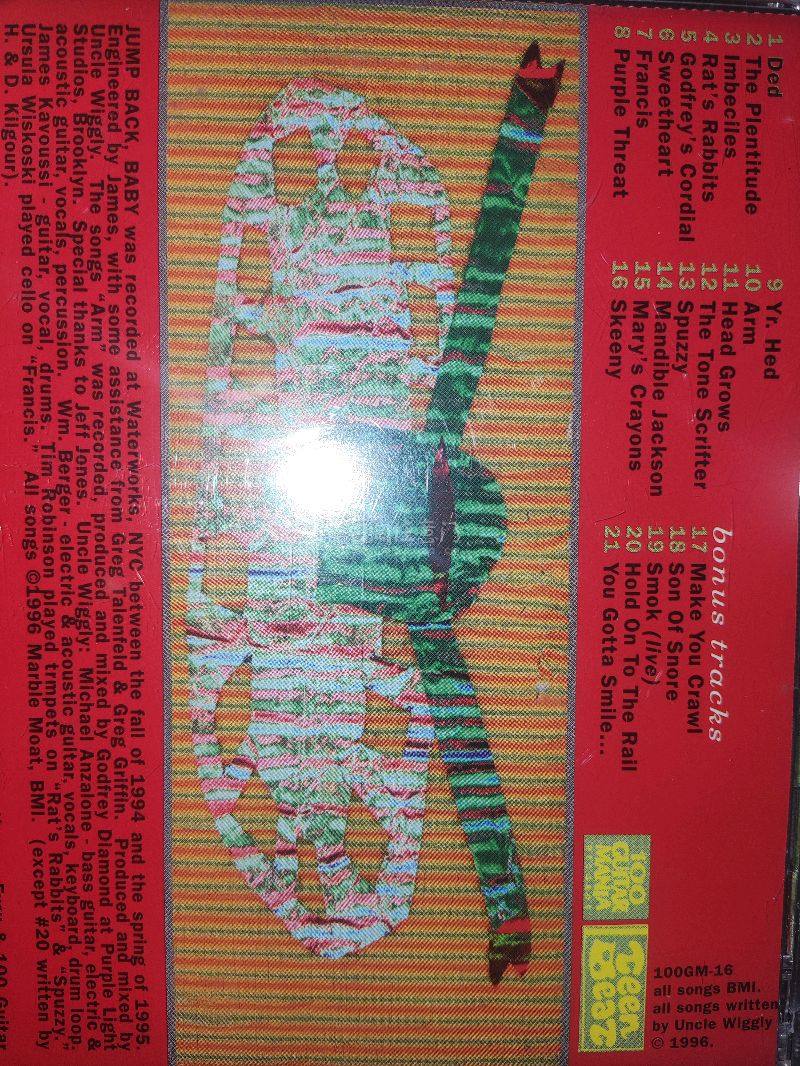 1 Ded
2 The Plentitude
3 Imbeciles
4 Rat's Rabbits
5 Godfrey's Cordial
6 Sweetheart
7 Francis
8 Purple Threat
9 Yr. Hed
10 Arm
11 Head Grows
12 The Tone Scrifter
13 Spuzzy
14 Mandible Jackson
15 Mary's Crayons
16 Skeeny
bonus tracks
17 Make You Crawl
18 Son Of Snore
19 Smok (live)
20 Hold On To The Rail
21 You Gotta Smile...
100
GUITAR
MANIA
Teen
Beat
100GM-16
all songs BMI.
all songs written
by Uncle Wiggly
© 1996.
JUMP BACK, BABY was recorded at Waterworks, NYC between the fall of 1994 and the spring of 1995.
Engineered by James, with some assistance from Greg Talenfeld & Greg Griffin. Produced and mixed by
Uncle Wiggly. The songs "Arm" was recorded, produced and mixed by Godfrey Diamond at Purple Light
Studios, Brooklyn. Special thanks to Jeff Jones. Uncle Wiggly: Michael Anzalone - bass guitar, electric &
acoustic guitar, vocals, percussion. Wm. Berger - electric & acoustic guitar, vocals, keyboard, drum loop.
James Kavoussi - guitar, vocal, drums. Tim Robinson played trmpets on "Rat's Rabbits" & "Spuzzy."
Ursula Wiskoski played cello on "Francis." All songs ©1996 Marble Moat, BMI. (except #20 written by
H. & D. Kilgour).
& 100 Guitar